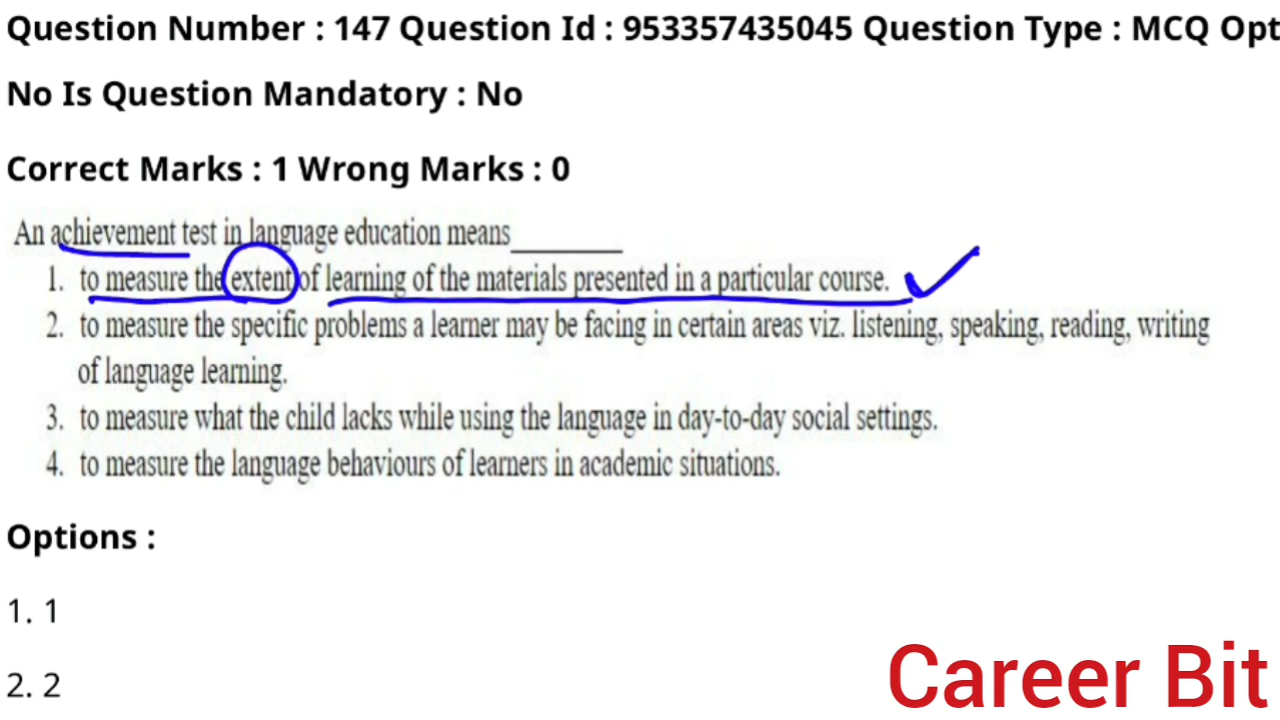 Question Number : 147 Question Id : 953357435045 Question Type : MCQ Opt
No Is Question Mandatory : No
Correct Marks : 1 Wrong Marks : 0
An achievement test in language education means________
1. to measure the extent of learning of the materials presented in a particular course.
2. to measure the specific problems a learner may be facing in certain areas viz. listening, speaking, reading, writing
of language learning.
3. to measure what the child lacks while using the language in day-to-day social settings.
4. to measure the language behaviours of learners in academic situations.
Options :
1. 1
2. 2
Career Bit